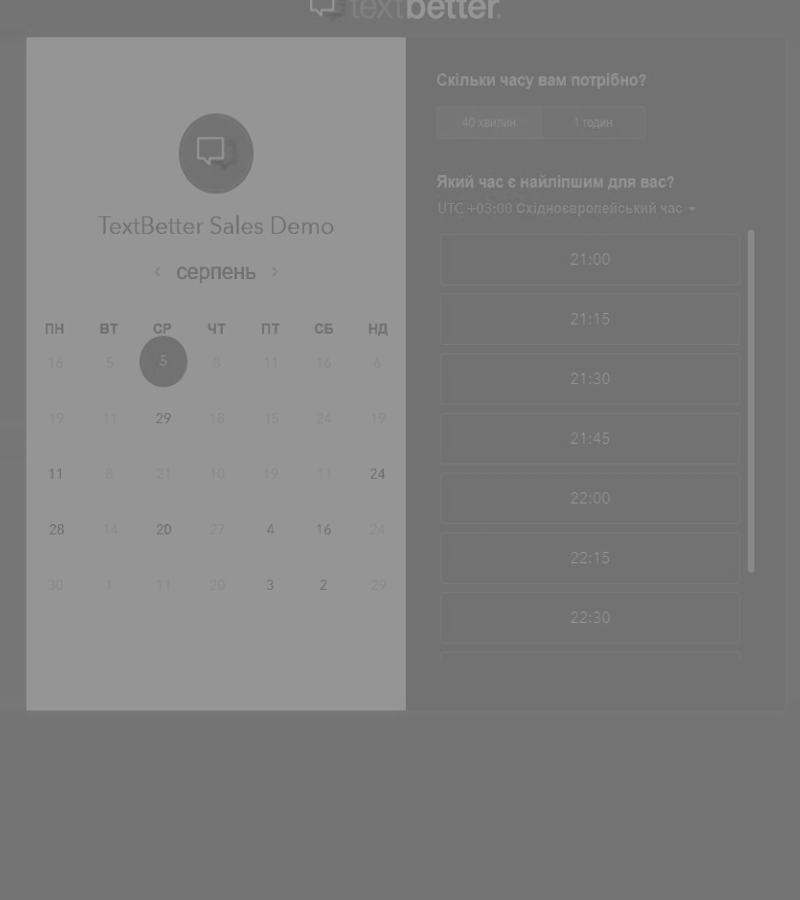 textbetter.
TextBetter Sales Demo
‹ серпень ›
ПН ВТ СР ЧТ ПТ СБ НД
16 5 5 8 11 16 6
19 11 29 18 15 24 19
11 8 21 10 19 11 24
28 14 20 27 4 16 24
30 1 11 20 3 2 29
Скільки часу вам потрібно?
40 хвилин 1 годин
Який час є найліпшим для вас?
UTC +03:00 Східноєвропейський час
21:00
21:15
21:30
21:45
22:00
22:15
22:30